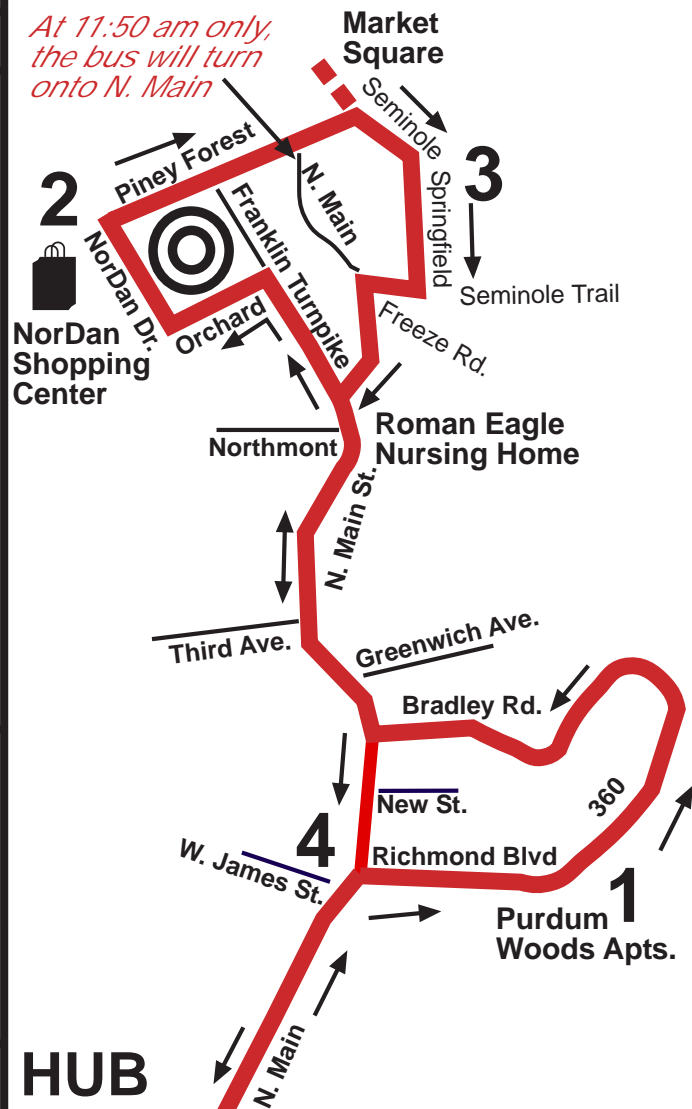 At 11:50 am only,
the bus will turn
onto N. Main
Market
Square
Seminole
Piney Forest
2
3
N. Main
Franklin Turnpike
Springfield
NorDan Dr.
Seminole Trail
Orchard
Freeze Rd.
NorDan
Shopping
Center
Roman Eagle
Nursing Home
Northmont
N. Main St.
Third Ave.
Greenwich Ave.
Bradley Rd.
360
New St.
4
W. James St.
Richmond Blvd
1
Purdum
Woods Apts.
N. Main
HUB